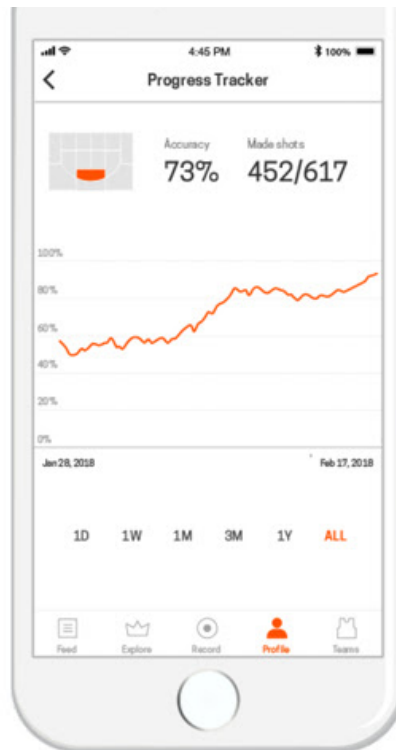 4:45 PM
100%
Progress Tracker
Accuracy
Made shots
73%
452/617
100%
80%
60%
40%
20%
0%
Jan 28, 2018
Feb 17, 2018
1D 1W 1M 3M 1Y ALL
Feed Explore Record Profile Teams